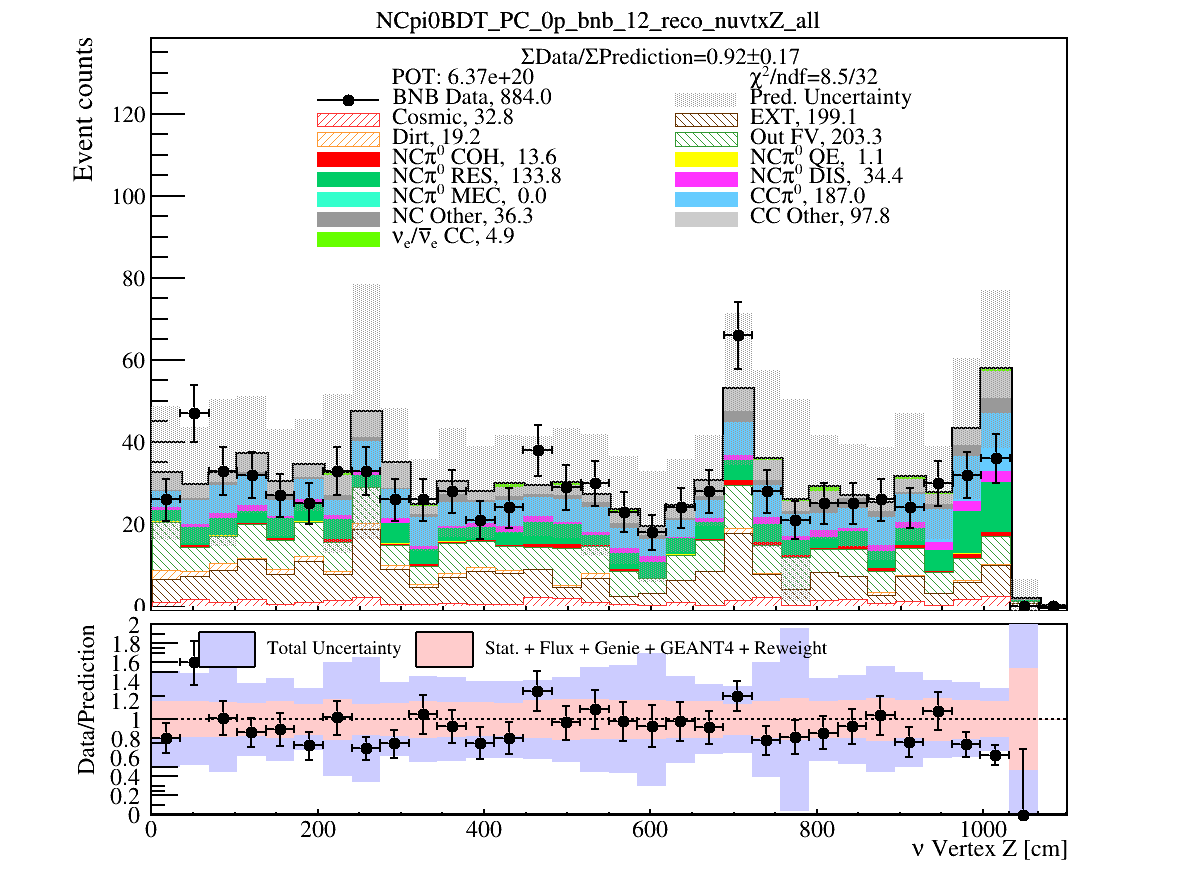 NCpi0BDT_PC_0p_bnb_12_reco_nuvtxZ_all
ΣData/ΣPrediction=0.92±0.17
POT: 6.37e+20
χ²/ndf=8.5/32
BNB Data, 884.0
Pred. Uncertainty
Cosmic, 32.8
EXT, 199.1
Dirt, 19.2
Out FV, 203.3
NCπ⁰ COH, 13.6
NCπ⁰ QE, 1.1
NCπ⁰ RES, 133.8
NCπ⁰ DIS, 34.4
NCπ⁰ MEC, 0.0
CCπ⁰, 187.0
NC Other, 36.3
CC Other, 97.8
νₑ/ν̅ₑ CC, 4.9
Event counts
120
100
80
60
40
20
0
Total Uncertainty
Stat. + Flux + Genie + GEANT4 + Reweight
Data/Prediction
2
1.8
1.6
1.4
1.2
1
0.8
0.6
0.4
0.2
0
0 200 400 600 800 1000
ν Vertex Z [cm]